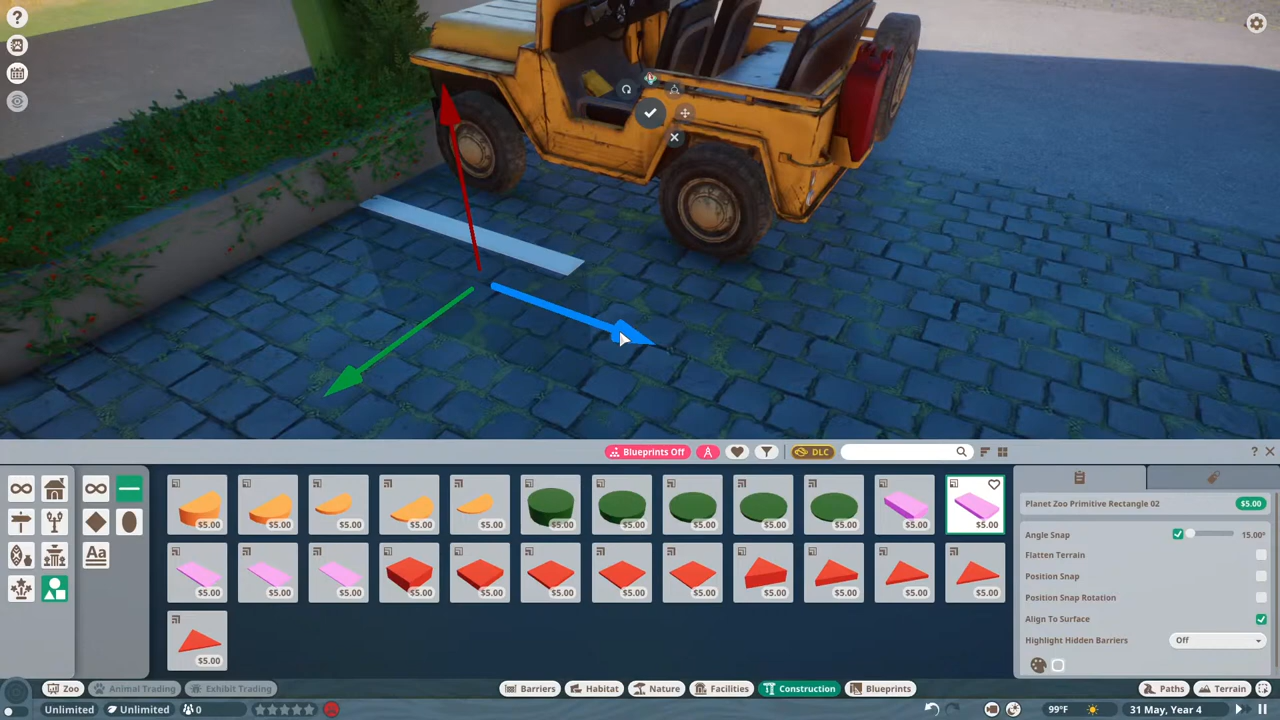 ?
Blueprints Off
DLC
?
$5.00 $5.00 $5.00 $5.00 $5.00 $5.00 $5.00 $5.00 $5.00 $5.00 $5.00 $5.00
Aa
$5.00 $5.00 $5.00 $5.00 $5.00 $5.00 $5.00 $5.00 $5.00 $5.00 $5.00 $5.00
$5.00
Planet Zoo Primitive Rectangle 02 $5.00
Angle Snap 15.00°
Flatten Terrain
Position Snap
Position Snap Rotation
Align To Surface
Highlight Hidden Barriers Off
Zoo Animal Trading Exhibit Trading Barriers Habitat Nature Facilities Construction Blueprints Paths Terrain
Unlimited Unlimited 0 99°F 31 May, Year 4